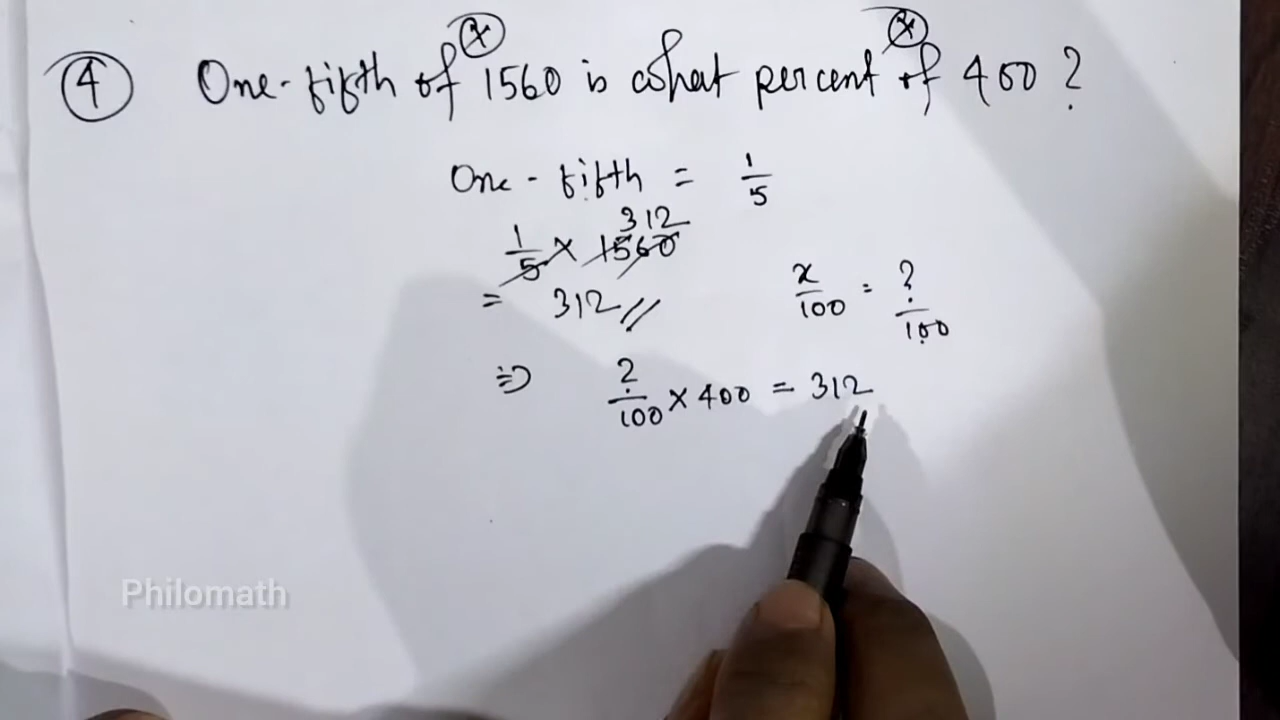 ④ One-fifth of 1560 is what percent of 400 ?
x x
One-fifth = 1/5
312
1/5 x 1560
= 312 //
x/100 = ?/100
⇒ ?/100 x 400 = 312
Philomath